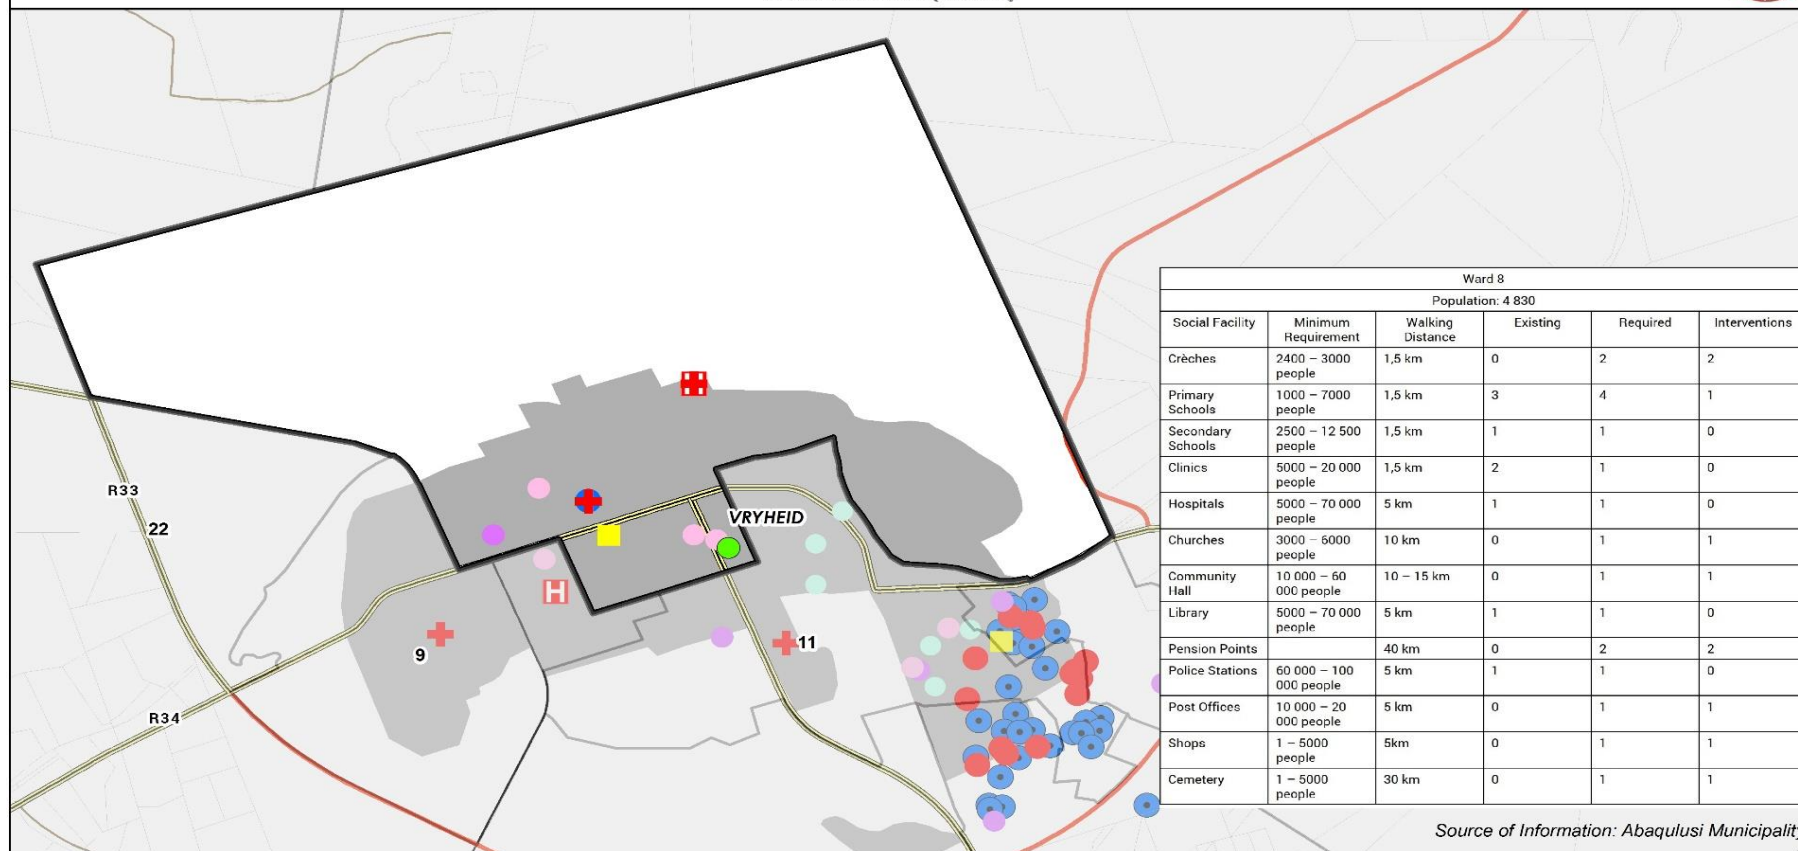 Ward 8
Population: 4 830
Social Facility | Minimum Requirement | Walking Distance | Existing | Required | Interventions
Crèches | 2400 – 3000 people | 1,5 km | 0 | 2 | 2
Primary Schools | 1000 – 7000 people | 1,5 km | 3 | 4 | 1
Secondary Schools | 2500 – 12 500 people | 1,5 km | 1 | 1 | 0
Clinics | 5000 – 20 000 people | 1,5 km | 2 | 1 | 0
Hospitals | 5000 – 70 000 people | 5 km | 1 | 1 | 0
Churches | 3000 – 6000 people | 10 km | 0 | 1 | 1
Community Hall | 10 000 – 60 000 people | 10 – 15 km | 0 | 1 | 1
Library | 5000 – 70 000 people | 5 km | 1 | 1 | 0
Pension Points | | 40 km | 0 | 2 | 2
Police Stations | 60 000 – 100 000 people | 5 km | 1 | 1 | 0
Post Offices | 10 000 – 20 000 people | 5 km | 0 | 1 | 1
Shops | 1 – 5000 people | 5km | 0 | 1 | 1
Cemetery | 1 – 5000 people | 30 km | 0 | 1 | 1
R33
22
VRYHEID
H
9
11
R34
Source of Information: Abaqulusi Municipality